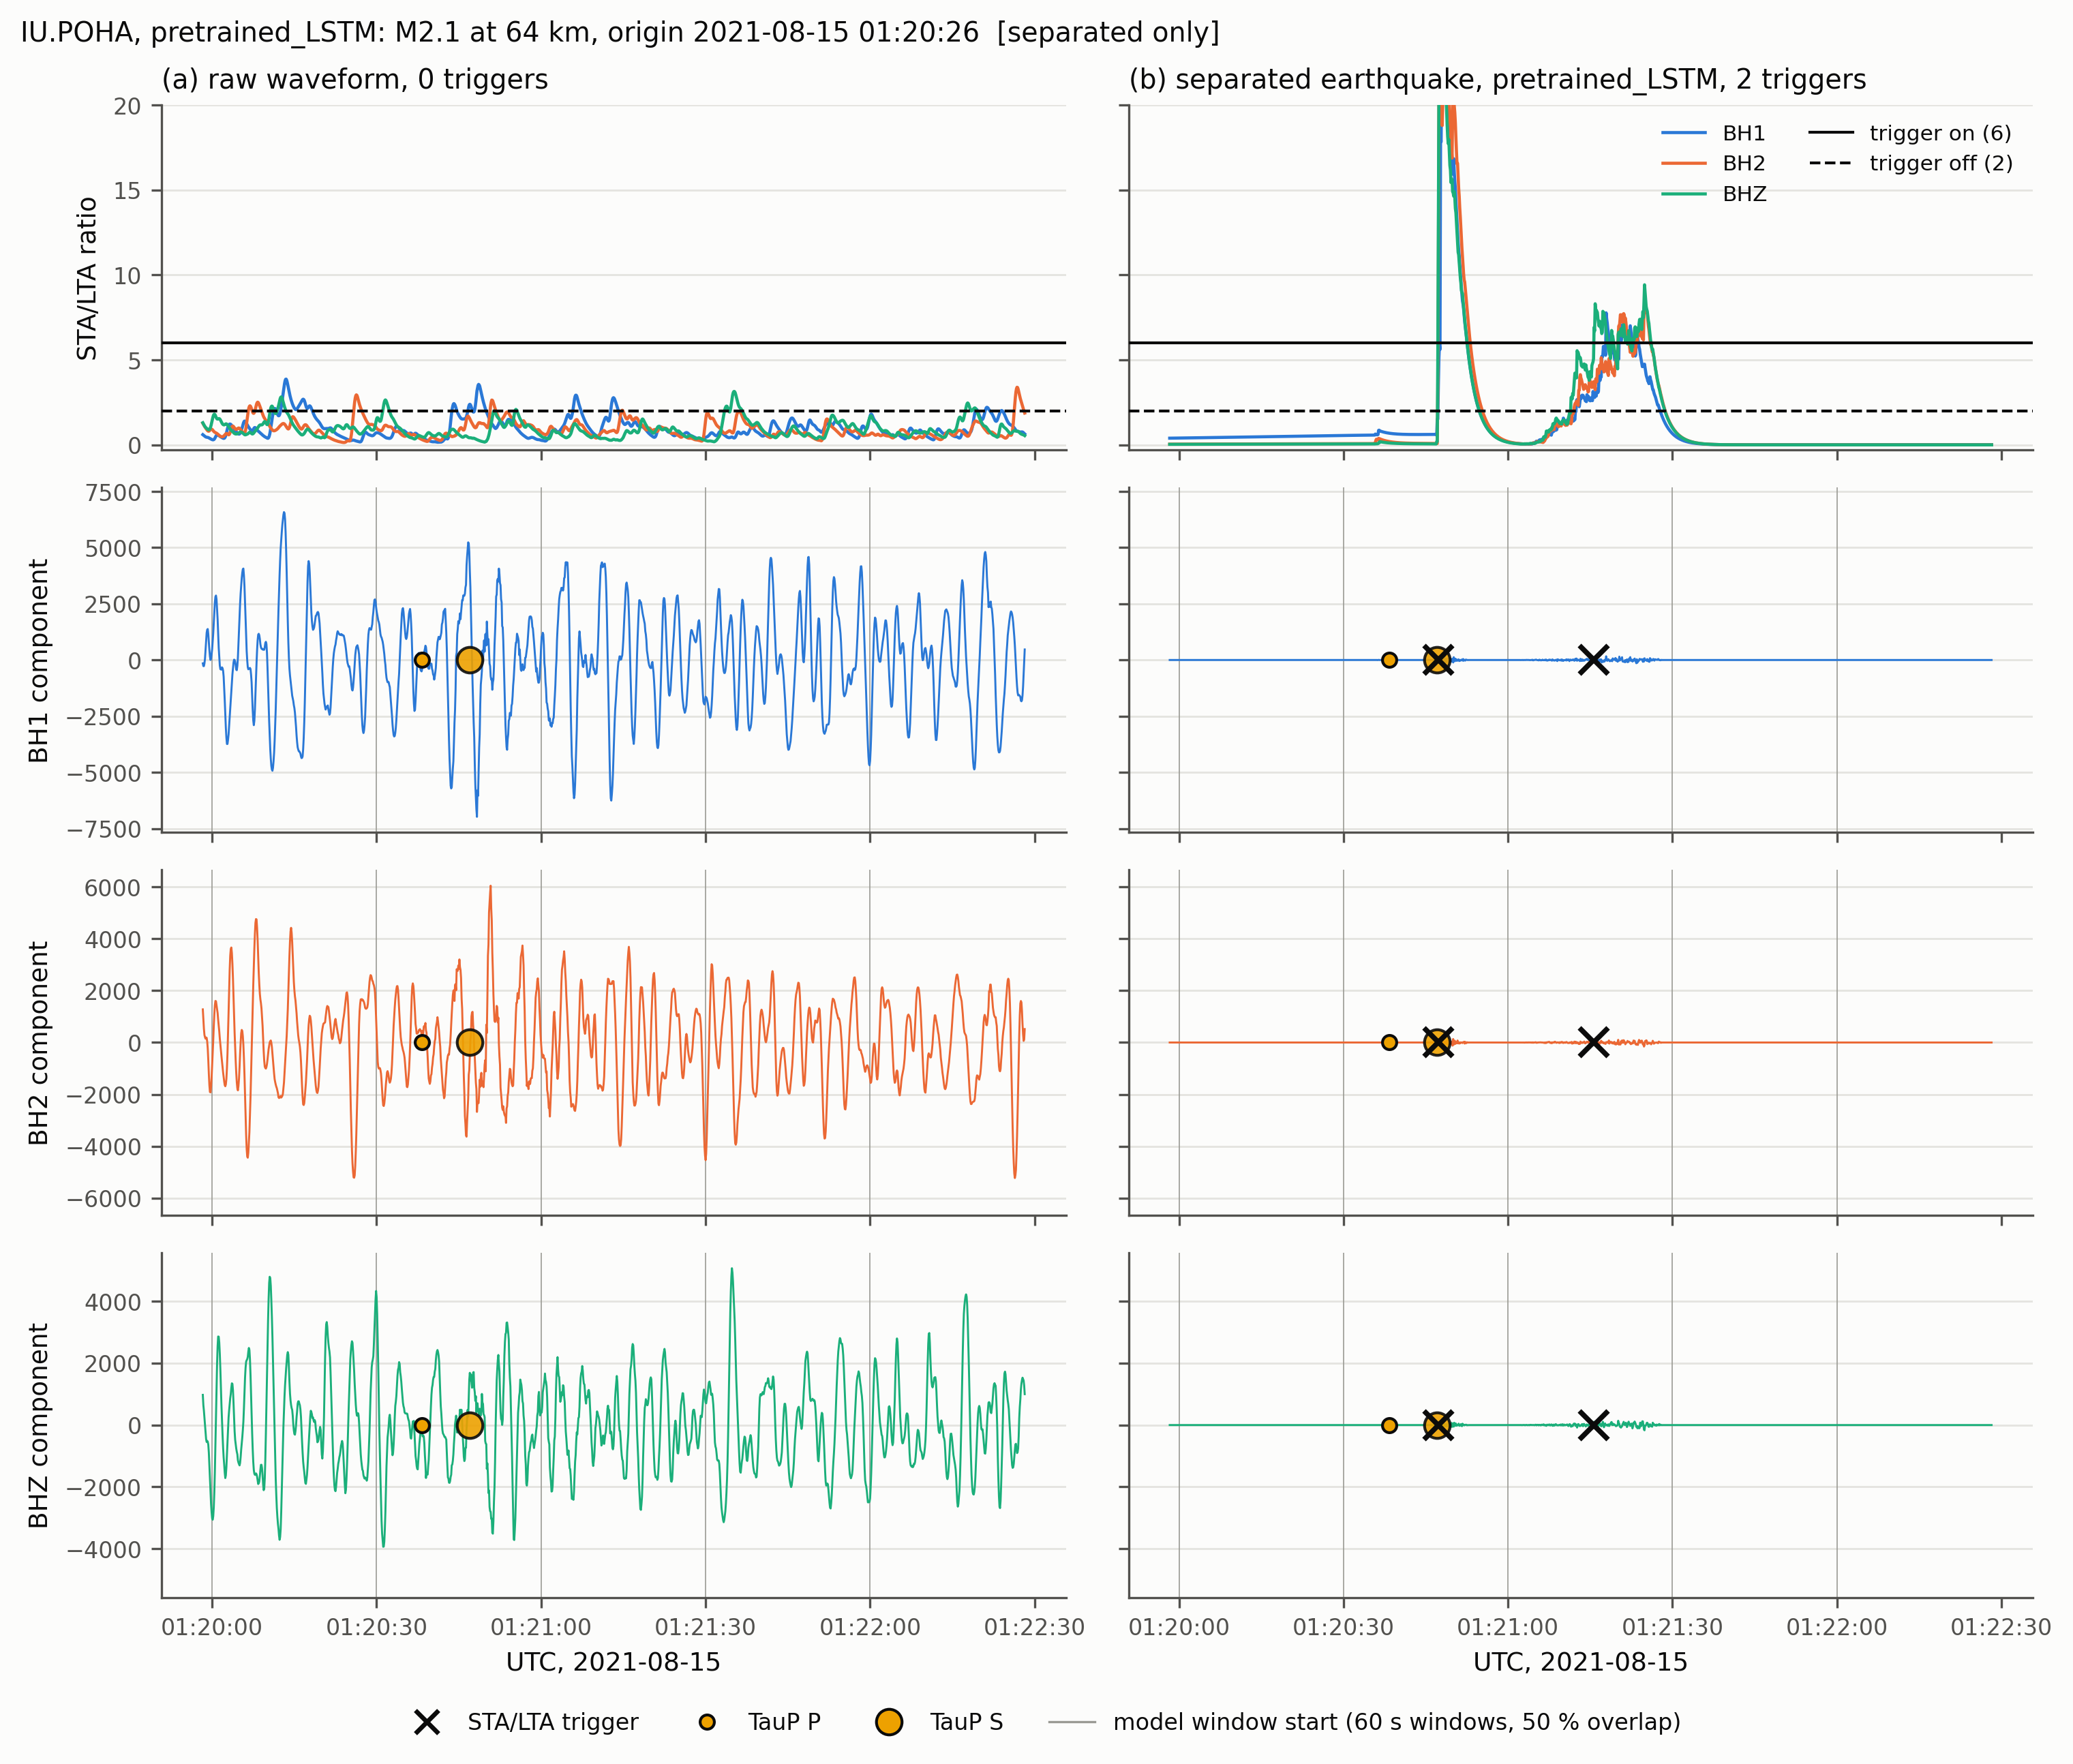 IU.POHA, pretrained_LSTM: M2.1 at 64 km, origin 2021-08-15 01:20:26 [separated only]
(a) raw waveform, 0 triggers
(b) separated earthquake, pretrained_LSTM, 2 triggers
STA/LTA ratio
20
15
10
5
0
BH1
BH2
BHZ
trigger on (6)
trigger off (2)
BH1 component
7500
5000
2500
0
−2500
−5000
−7500
BH2 component
6000
4000
2000
0
−2000
−4000
−6000
BHZ component
4000
2000
0
−2000
−4000
01:20:00 01:20:30 01:21:00 01:21:30 01:22:00 01:22:30
UTC, 2021-08-15
01:20:00 01:20:30 01:21:00 01:21:30 01:22:00 01:22:30
UTC, 2021-08-15
STA/LTA trigger TauP P TauP S model window start (60 s windows, 50 % overlap)